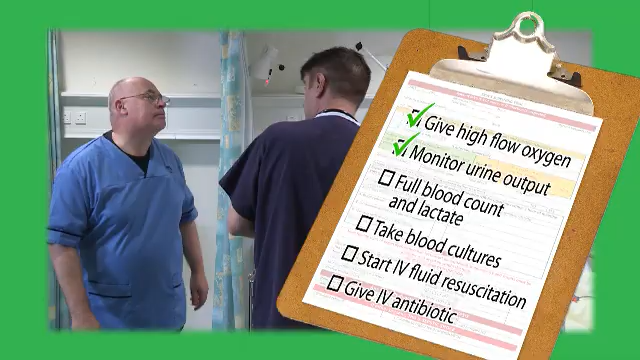 Give high flow oxygen
Monitor urine output
Full blood count
and lactate
Take blood cultures
Start IV fluid resuscitation
Give IV antibiotic